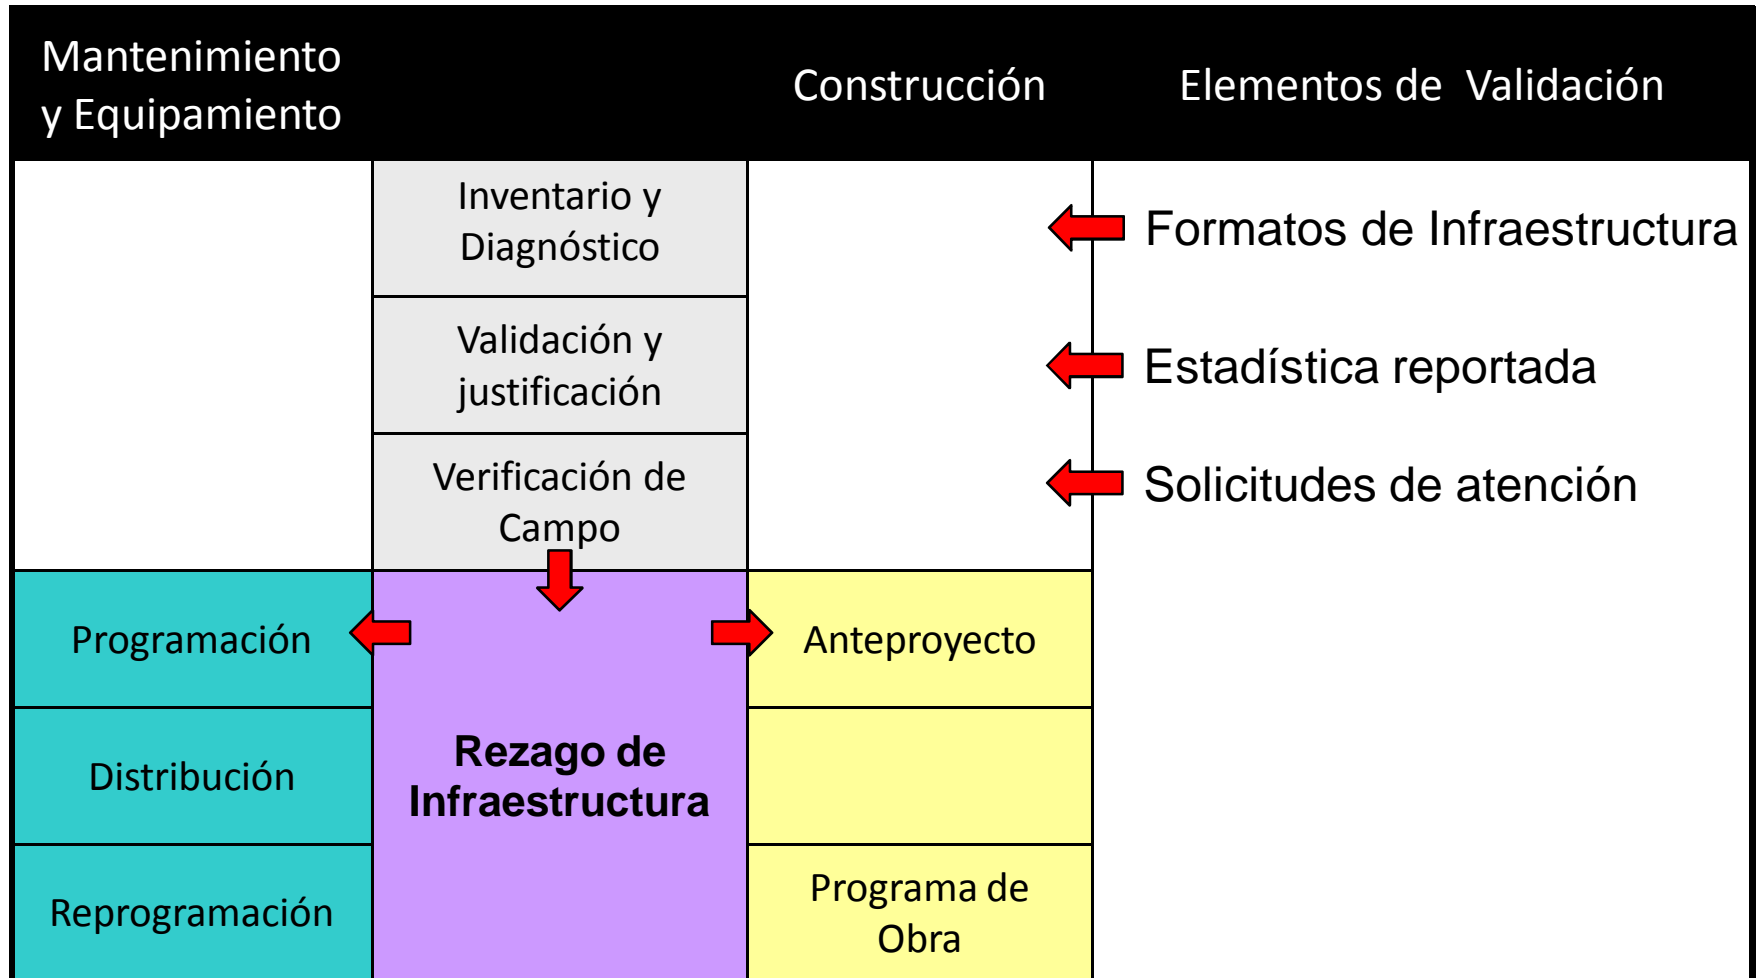 Mantenimiento
y Equipamiento
Construcción
Elementos de Validación
Inventario y
Diagnóstico
Formatos de Infraestructura
Validación y
justificación
Estadística reportada
Verificación de
Campo
Solicitudes de atención
Programación
Anteproyecto
Distribución
Rezago de
Infraestructura
Reprogramación
Programa de
Obra